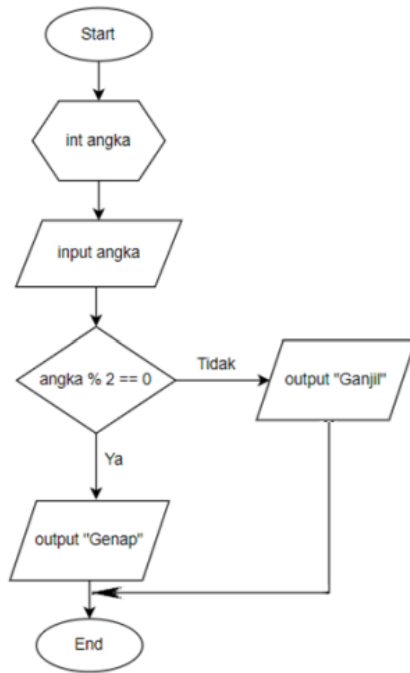 Start
int angka
input angka
angka % 2 == 0
Tidak
output "Ganjil"
Ya
output "Genap"
End